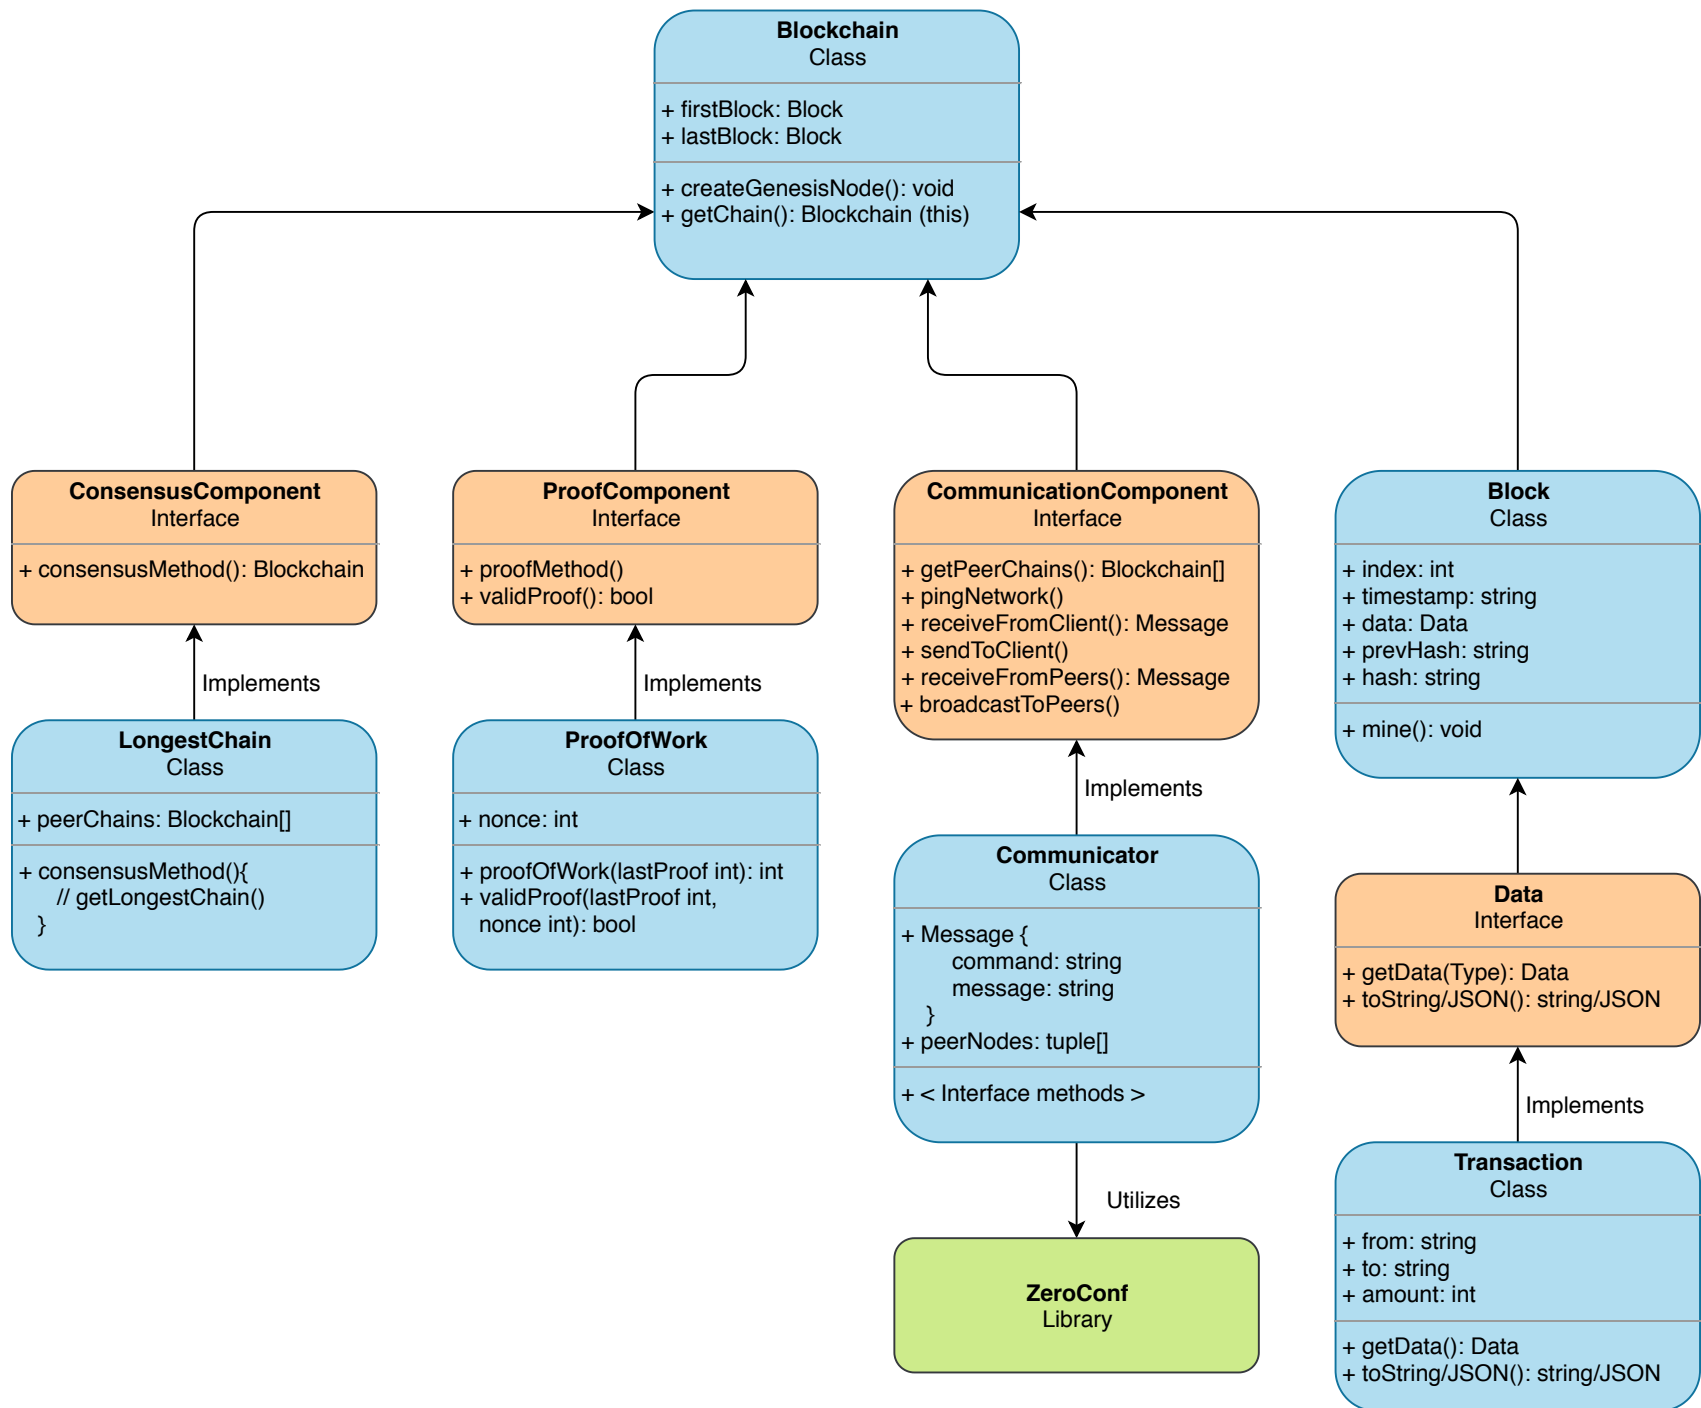 Blockchain
Class
+ firstBlock: Block
+ lastBlock: Block
+ createGenesisNode(): void
+ getChain(): Blockchain (this)
ConsensusComponent
Interface
+ consensusMethod(): Blockchain
ProofComponent
Interface
+ proofMethod()
+ validProof(): bool
CommunicationComponent
Interface
+ getPeerChains(): Blockchain[]
+ pingNetwork()
+ receiveFromClient(): Message
+ sendToClient()
+ receiveFromPeers(): Message
+ broadcastToPeers()
Block
Class
+ index: int
+ timestamp: string
+ data: Data
+ prevHash: string
+ hash: string
+ mine(): void
Implements
Implements
Implements
LongestChain
Class
+ peerChains: Blockchain[]
+ consensusMethod(){
// getLongestChain()
}
ProofOfWork
Class
+ nonce: int
+ proofOfWork(lastProof int): int
+ validProof(lastProof int,
nonce int): bool
Communicator
Class
+ Message {
command: string
message: string
}
+ peerNodes: tuple[]
+ < Interface methods >
Data
Interface
+ getData(Type): Data
+ toString/JSON(): string/JSON
Implements
Utilizes
ZeroConf
Library
Transaction
Class
+ from: string
+ to: string
+ amount: int
+ getData(): Data
+ toString/JSON(): string/JSON